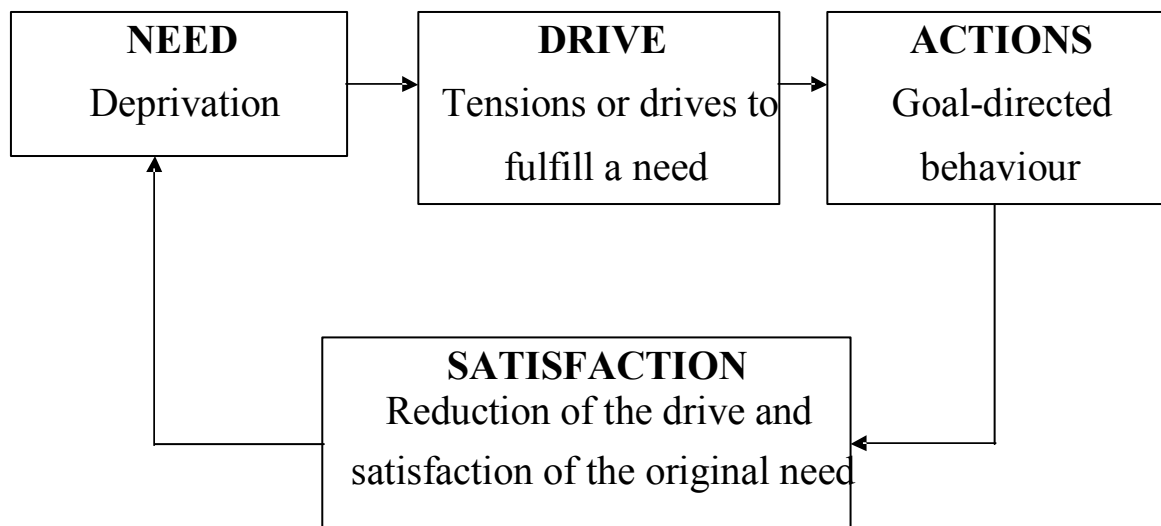 NEED
Deprivation
DRIVE
Tensions or drives to
fulfill a need
ACTIONS
Goal-directed
behaviour
SATISFACTION
Reduction of the drive and
satisfaction of the original need